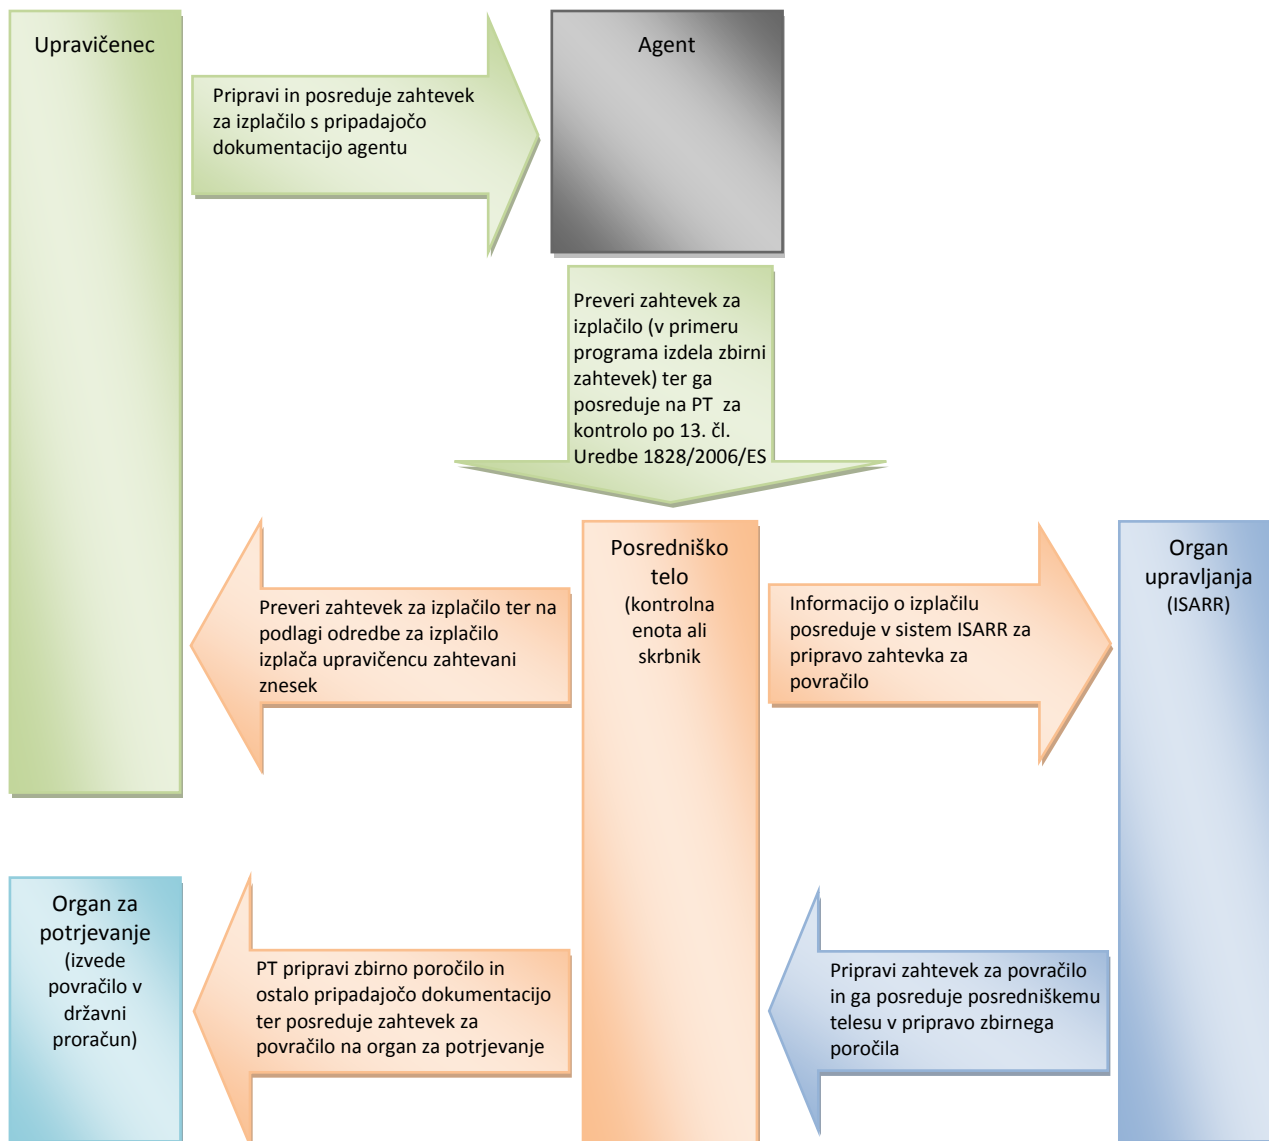 Upravičenec
Pripravi in posreduje zahtevek
za izplačilo s pripadajočo
dokumentacijo agentu
Agent
Preveri zahtevek za
izplačilo (v primeru
programa izdela zbirni
zahtevek) ter ga
posreduje na PT za
kontrolo po 13. čl.
Uredbe 1828/2006/ES
Preveri zahtevek za izplačilo ter na
podlagi odredbe za izplačilo
izplača upravičencu zahtevani
znesek
Posredniško
telo
(kontrolna
enota ali
skrbnik
Informacijo o izplačilu
posreduje v sistem ISARR za
pripravo zahtevka za
povračilo
Organ
upravljanja
(ISARR)
Organ za
potrjevanje
(izvede
povračilo v
državni
proračun)
PT pripravi zbirno poročilo in
ostalo pripadajočo dokumentacijo
ter posreduje zahtevek za
povračilo na organ za potrjevanje
Pripravi zahtevek za povračilo
in ga posreduje posredniškemu
telesu v pripravo zbirnega
poročila